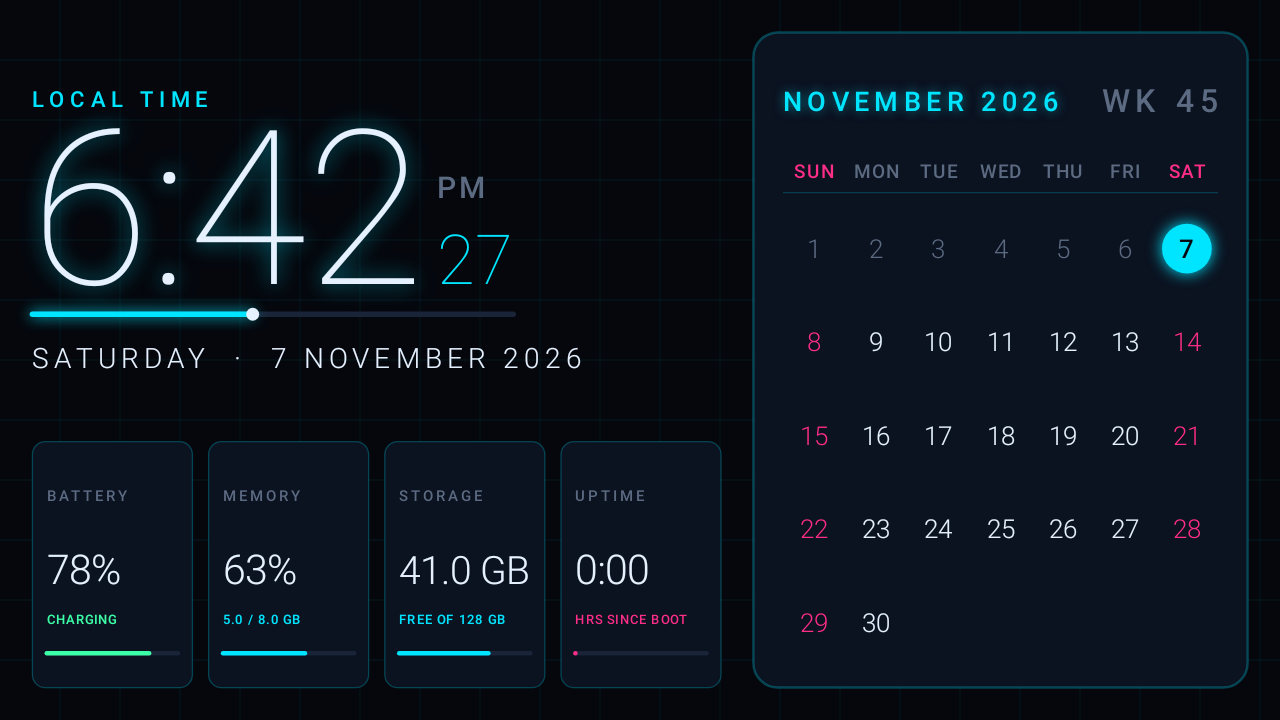 LOCAL TIME
6:42 PM 27
SATURDAY · 7 NOVEMBER 2026
BATTERY
78%
CHARGING
MEMORY
63%
5.0 / 8.0 GB
STORAGE
41.0 GB
FREE OF 128 GB
UPTIME
0:00
HRS SINCE BOOT
NOVEMBER 2026 WK 45
SUN MON TUE WED THU FRI SAT
1 2 3 4 5 6 7
8 9 10 11 12 13 14
15 16 17 18 19 20 21
22 23 24 25 26 27 28
29 30